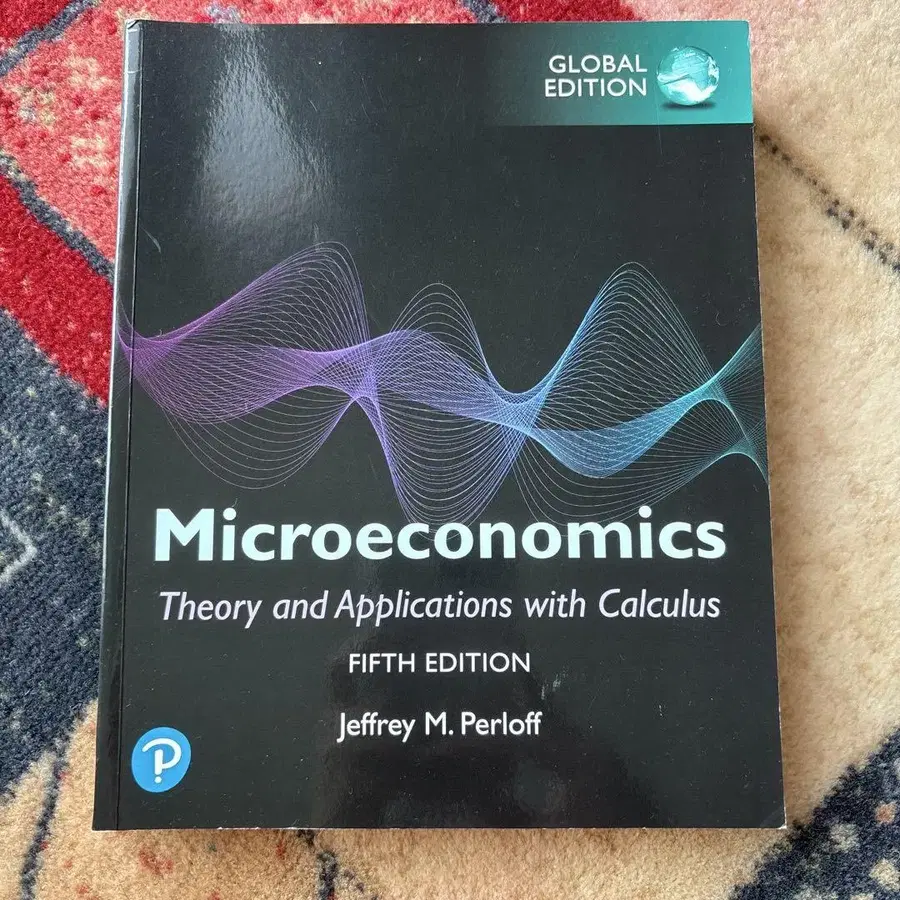 GLOBAL
EDITION
Microeconomics
Theory and Applications with Calculus
FIFTH EDITION
Jeffrey M. Perloff
P